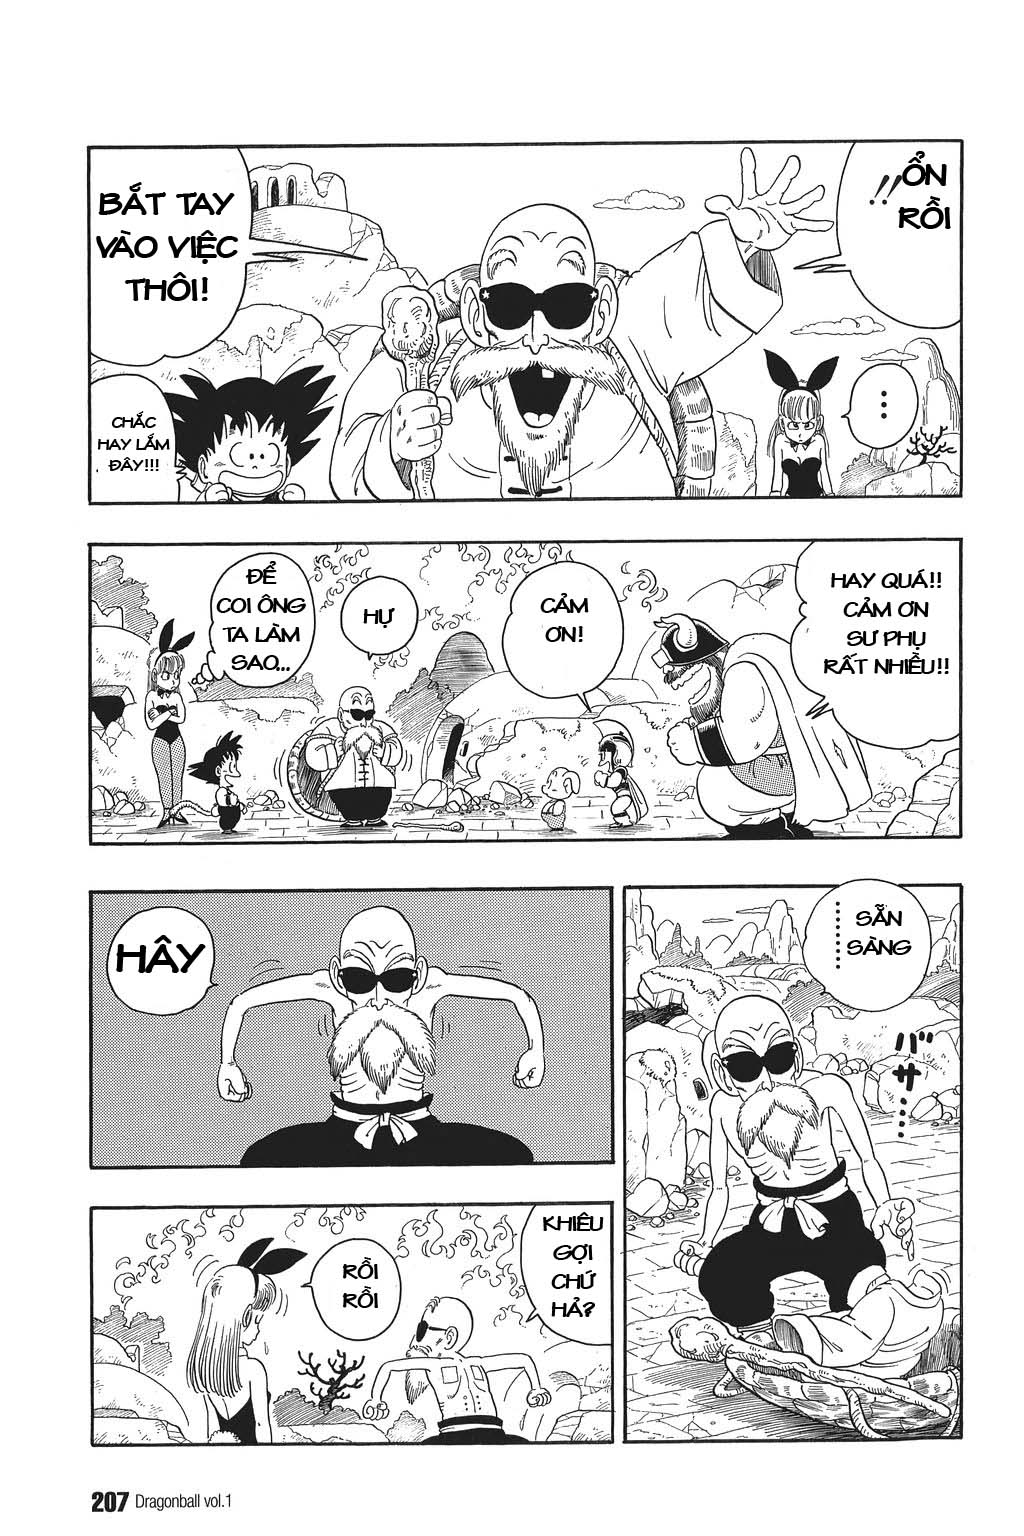 ỔN
RỒI
!!
BẮT TAY
VÀO VIỆC
THÔI!
...
CHẮC
HAY LẮM
ĐÂY!!!
HAY QUÁ!!
CẢM ƠN
SƯ PHỤ
RẤT NHIỀU!!
CẢM
ƠN!
HỰ
ĐỂ
COI ÔNG
TA LÀM
SAO...
SẴN
SÀNG
......
バサ……
HÂY
KHIÊU
GỢI
CHỨ
HẢ?
RỒI
RỒI
207 Dragonball vol.1